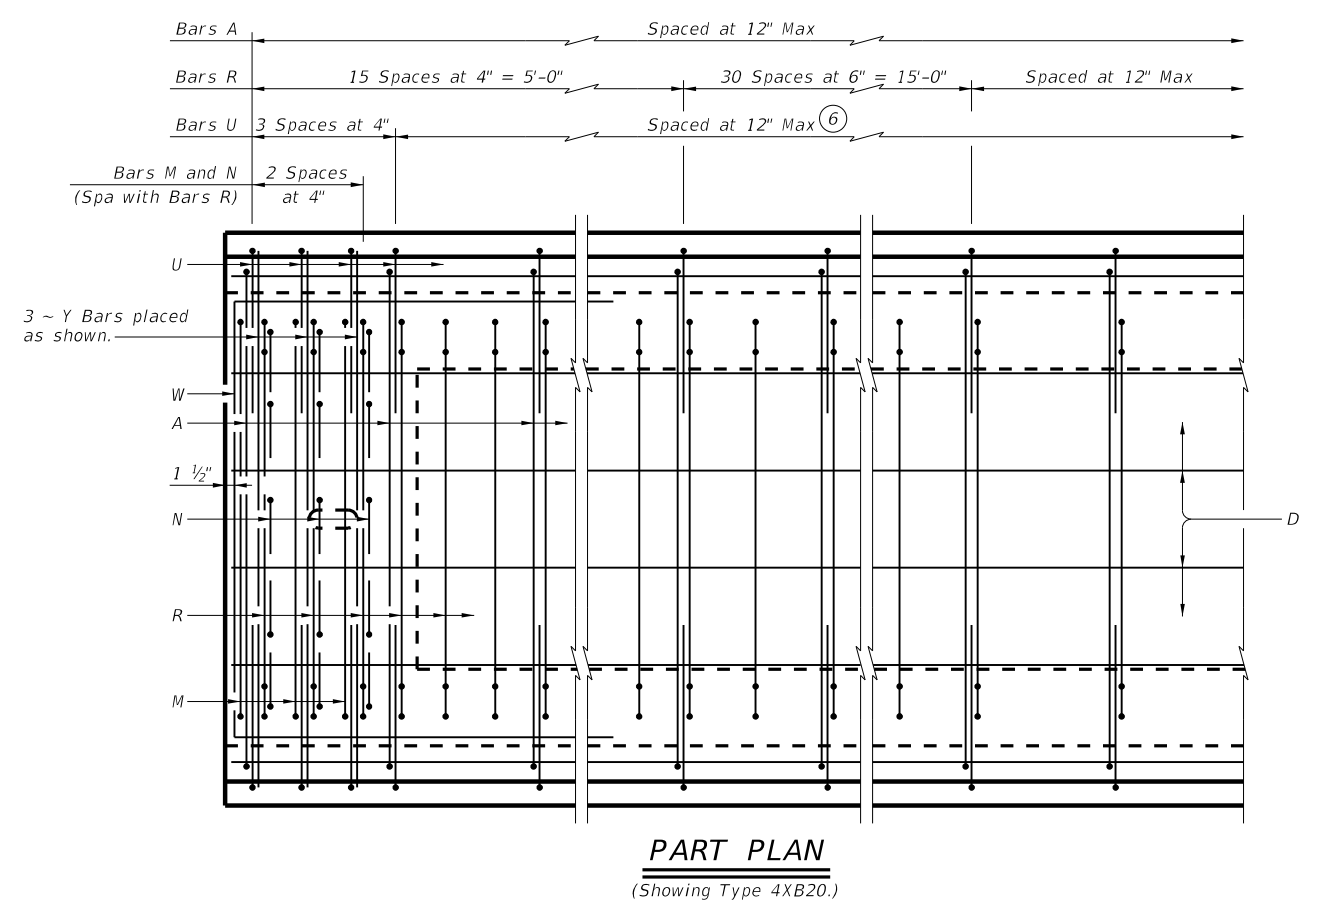 Bars A
Spaced at 12" Max
Bars R
15 Spaces at 4" = 5'-0"
30 Spaces at 6" = 15'-0"
Spaced at 12" Max
Bars U
3 Spaces at 4"
Spaced at 12" Max
6
Bars M and N
(Spa with Bars R)
2 Spaces
at 4"
U
3 ~ Y Bars placed
as shown.
W
A
1 ½"
N
D
R
M
PART PLAN
(Showing Type 4XB20.)